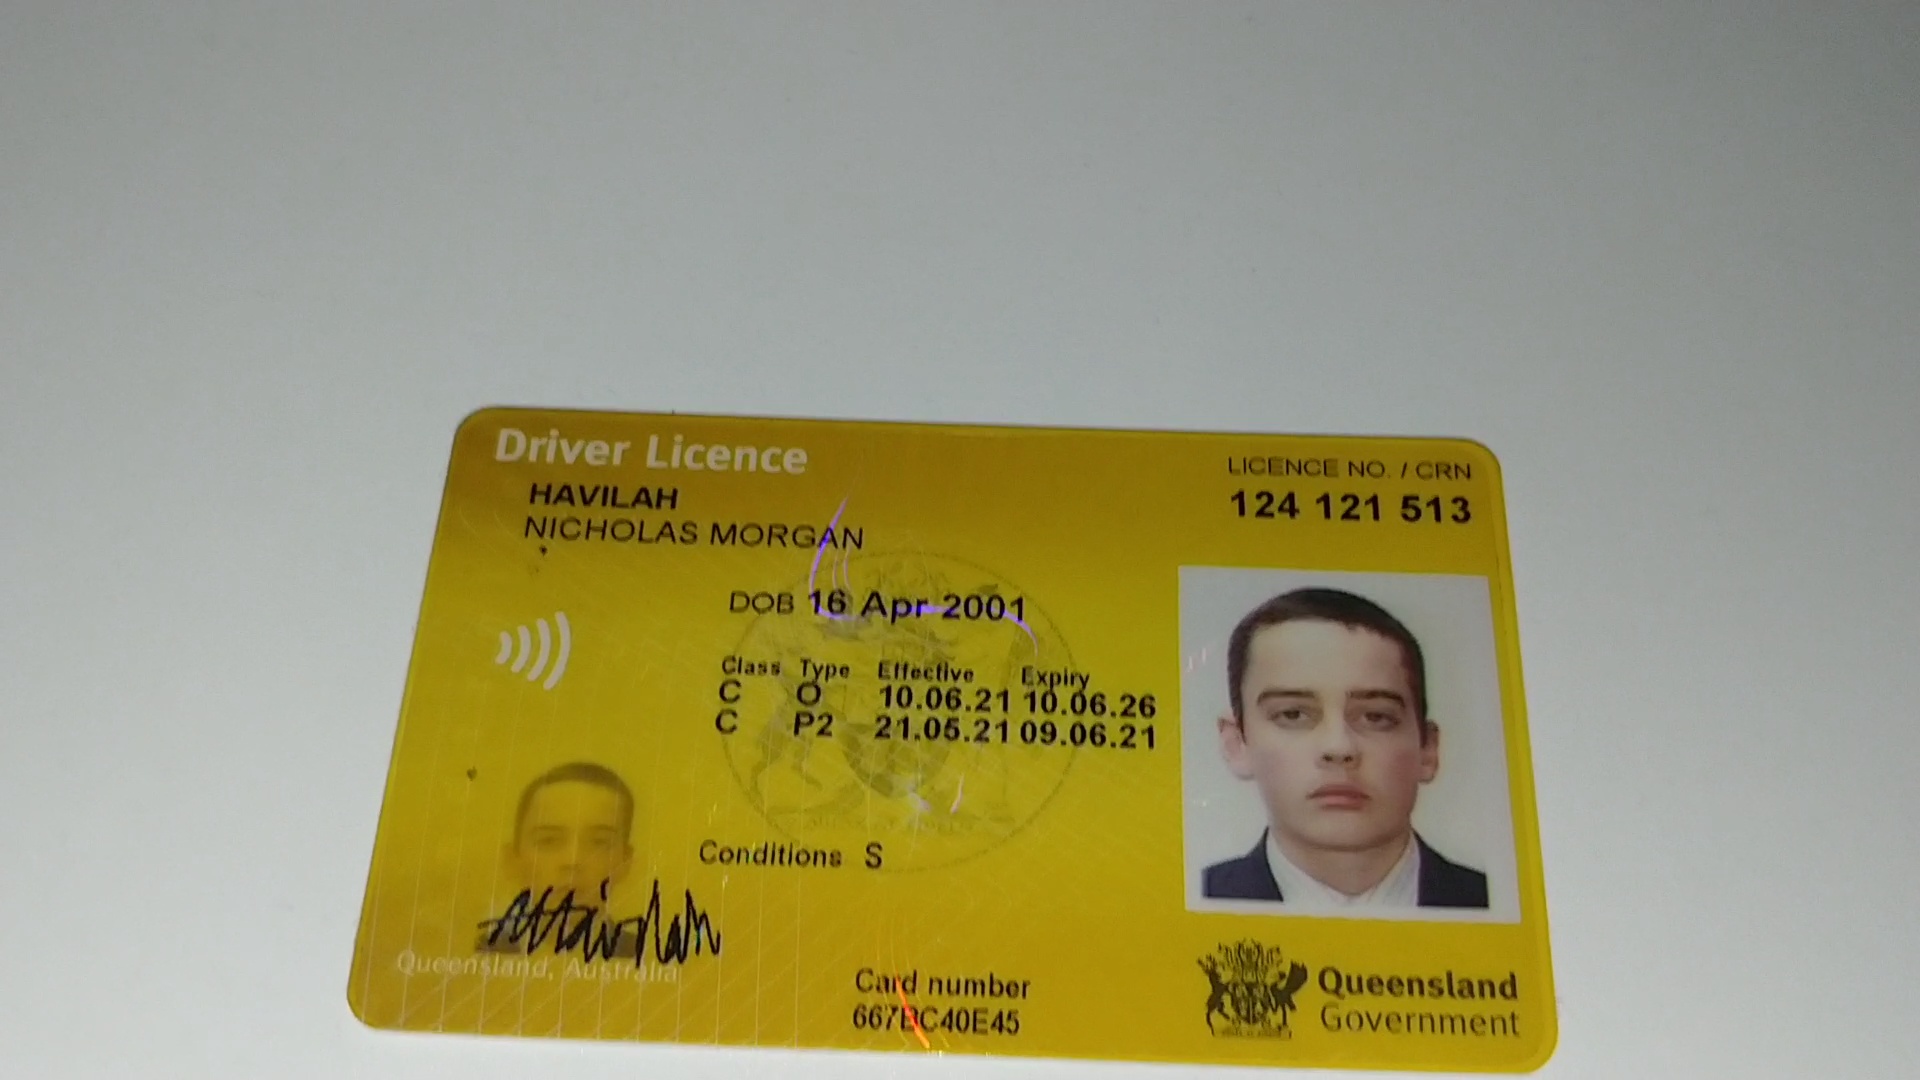 Driver Licence
LICENCE NO. / CRN
124 121 513
HAVILAH
NICHOLAS MORGAN
DOB 16 Apr 2001
Class Type Effective Expiry
C O 10.06.21 10.06.26
C P2 21.05.21 09.06.21
Conditions S
Queensland, Australia
Card number
667BC40E45
Queensland
Government